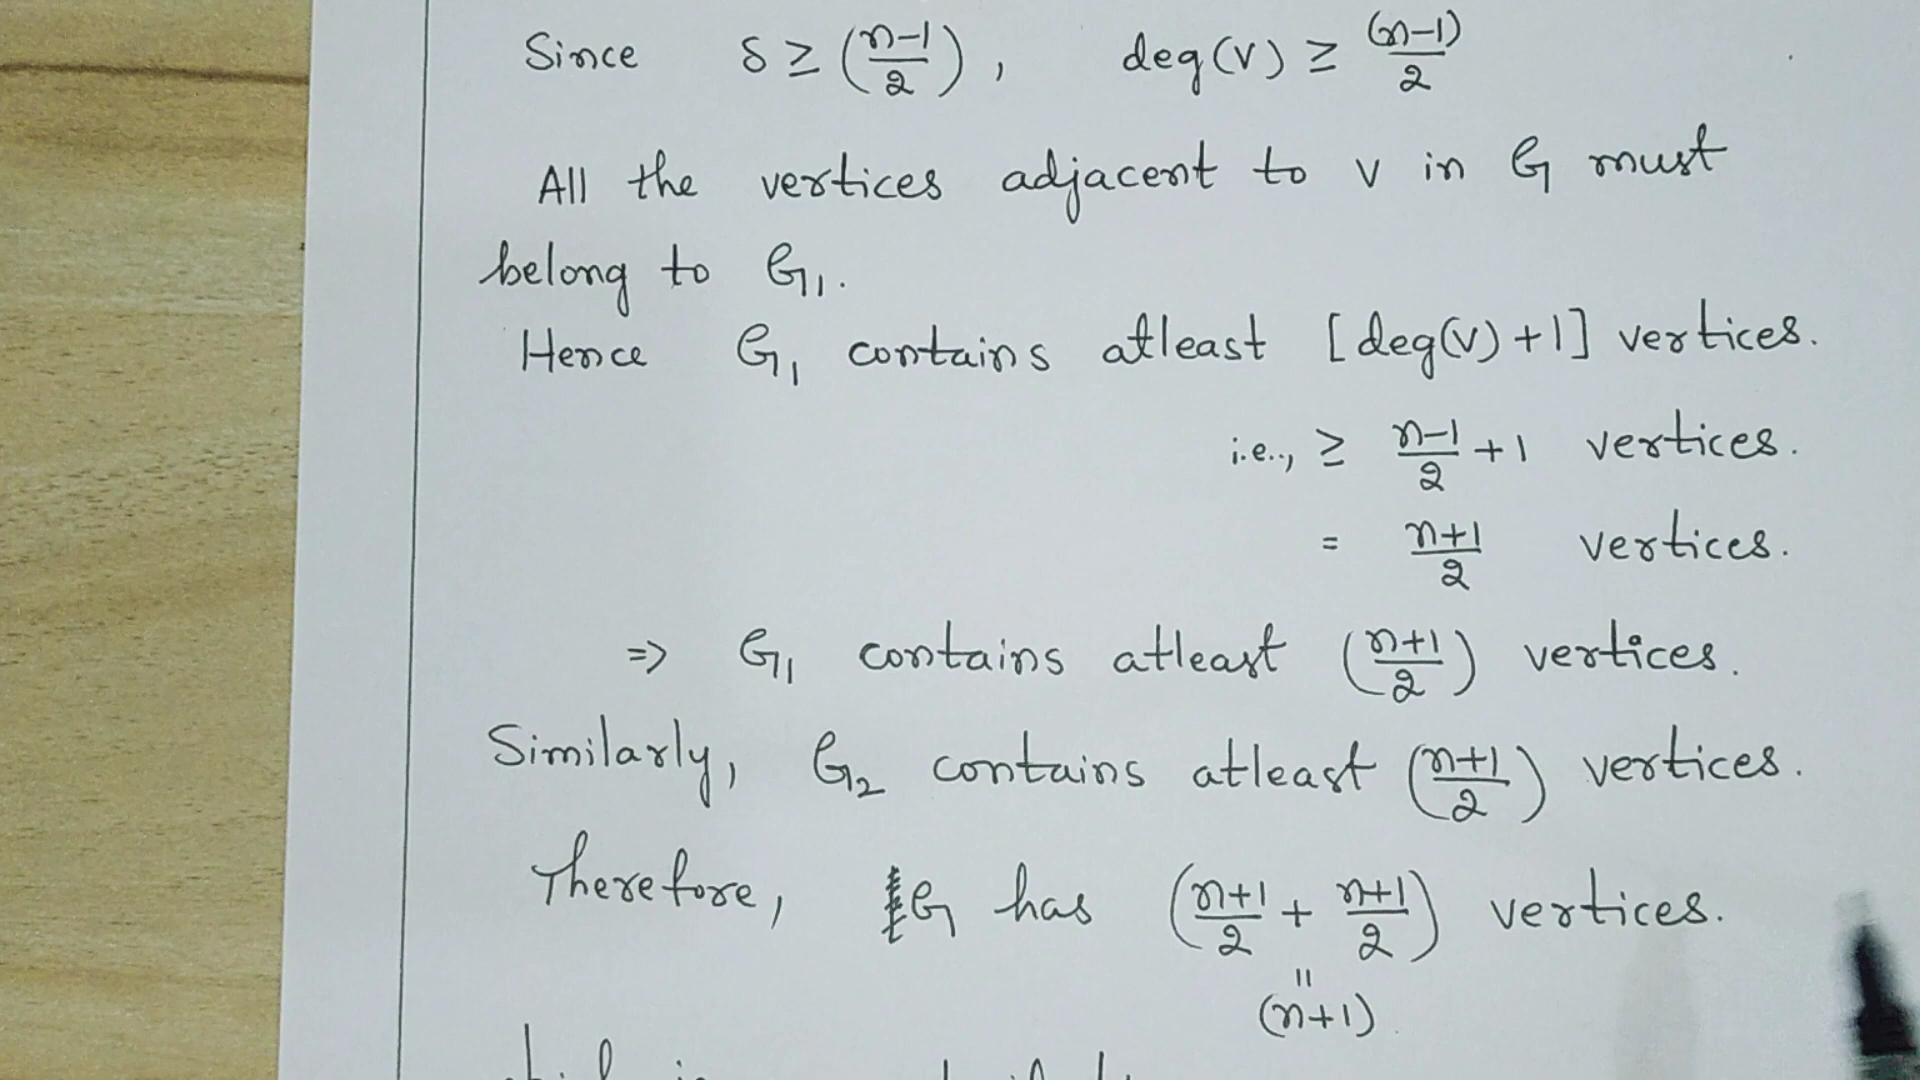 Since δ ≥ (n-1/2), deg(v) ≥ (n-1)/2
All the vertices adjacent to v in G must
belong to G₁.
Hence G₁ contains atleast [deg(v)+1] vertices.
i.e.., ≥ n-1/2 + 1 vertices.
= n+1/2 vertices.
=> G₁ contains atleast (n+1/2) vertices.
Similarly, G₂ contains atleast (n+1/2) vertices.
Therefore, G has (n+1/2 + n+1/2) vertices.
=
(n+1)